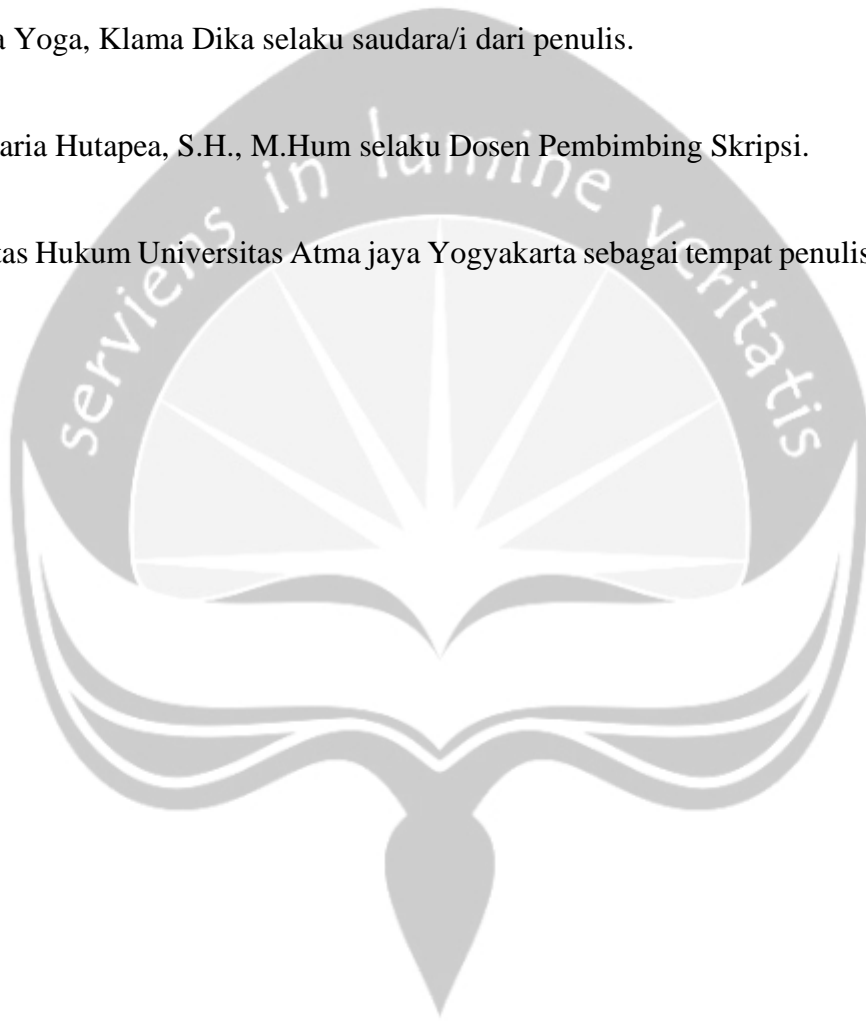 a Yoga, Klama Dika selaku saudara/i dari penulis.
aria Hutapea, S.H., M.Hum selaku Dosen Pembimbing Skripsi.
tas Hukum Universitas Atma jaya Yogyakarta sebagai tempat penulis
serviens in lumine veritatis